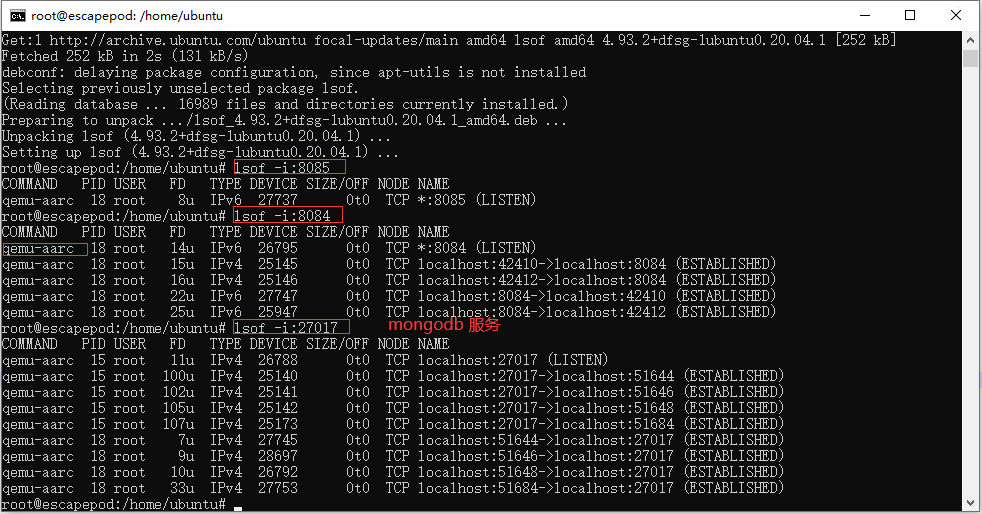 root@escapepod: /home/ubuntu
Get:1 http://archive.ubuntu.com/ubuntu focal-updates/main amd64 lsof amd64 4.93.2+dfsg-1ubuntu0.20.04.1 [252 kB]
Fetched 252 kB in 2s (131 kB/s)
debconf: delaying package configuration, since apt-utils is not installed
Selecting previously unselected package lsof.
(Reading database ... 16989 files and directories currently installed.)
Preparing to unpack .../lsof_4.93.2+dfsg-1ubuntu0.20.04.1_amd64.deb ...
Unpacking lsof (4.93.2+dfsg-1ubuntu0.20.04.1) ...
Setting up lsof (4.93.2+dfsg-1ubuntu0.20.04.1) ...
root@escapepod:/home/ubuntu# lsof -i:8085
COMMAND   PID USER   FD   TYPE DEVICE SIZE/OFF NODE NAME
qemu-aarc  18 root    8u  IPv6  27737      0t0  TCP *:8085 (LISTEN)
root@escapepod:/home/ubuntu# lsof -i:8084
COMMAND   PID USER   FD   TYPE DEVICE SIZE/OFF NODE NAME
qemu-aarc  18 root   14u  IPv6  26795      0t0  TCP *:8084 (LISTEN)
qemu-aarc  18 root   15u  IPv4  25145      0t0  TCP localhost:42410->localhost:8084 (ESTABLISHED)
qemu-aarc  18 root   16u  IPv4  25146      0t0  TCP localhost:42412->localhost:8084 (ESTABLISHED)
qemu-aarc  18 root   22u  IPv6  27747      0t0  TCP localhost:8084->localhost:42410 (ESTABLISHED)
qemu-aarc  18 root   25u  IPv6  25947      0t0  TCP localhost:8084->localhost:42412 (ESTABLISHED)
root@escapepod:/home/ubuntu# lsof -i:27017 mongodb 服务
COMMAND   PID USER   FD   TYPE DEVICE SIZE/OFF NODE NAME
qemu-aarc  15 root   11u  IPv4  26788      0t0  TCP localhost:27017 (LISTEN)
qemu-aarc  15 root  100u  IPv4  25140      0t0  TCP localhost:27017->localhost:51644 (ESTABLISHED)
qemu-aarc  15 root  102u  IPv4  25141      0t0  TCP localhost:27017->localhost:51646 (ESTABLISHED)
qemu-aarc  15 root  105u  IPv4  25142      0t0  TCP localhost:27017->localhost:51648 (ESTABLISHED)
qemu-aarc  15 root  107u  IPv4  25173      0t0  TCP localhost:27017->localhost:51684 (ESTABLISHED)
qemu-aarc  18 root    7u  IPv4  27745      0t0  TCP localhost:51644->localhost:27017 (ESTABLISHED)
qemu-aarc  18 root    9u  IPv4  28697      0t0  TCP localhost:51646->localhost:27017 (ESTABLISHED)
qemu-aarc  18 root   10u  IPv4  26792      0t0  TCP localhost:51648->localhost:27017 (ESTABLISHED)
qemu-aarc  18 root   33u  IPv4  27753      0t0  TCP localhost:51684->localhost:27017 (ESTABLISHED)
root@escapepod:/home/ubuntu#